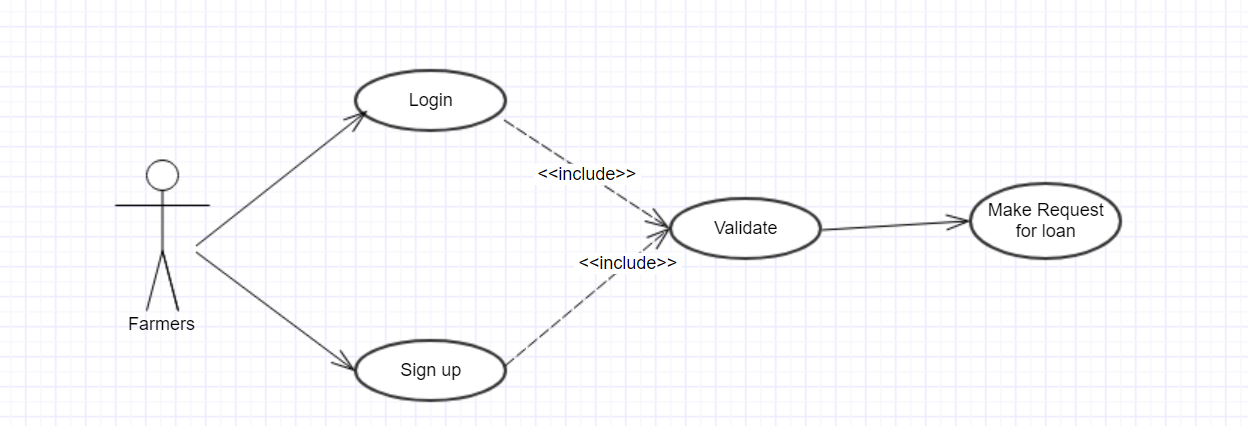 Login
<<include>>
Make Request
for loan
Validate
<<include>>
Farmers
Sign up